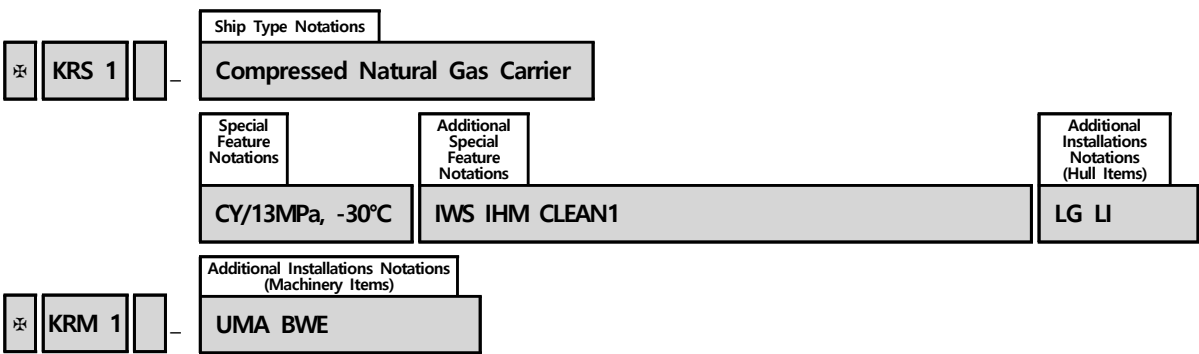 Ship Type Notations
✠ KRS 1 _ Compressed Natural Gas Carrier
Special
Feature
Notations
Additional
Special
Feature
Notations
Additional
Installations
Notations
(Hull Items)
CY/13MPa, -30℃ IWS IHM CLEAN1 LG LI
Additional Installations Notations
(Machinery Items)
✠ KRM 1 _ UMA BWE